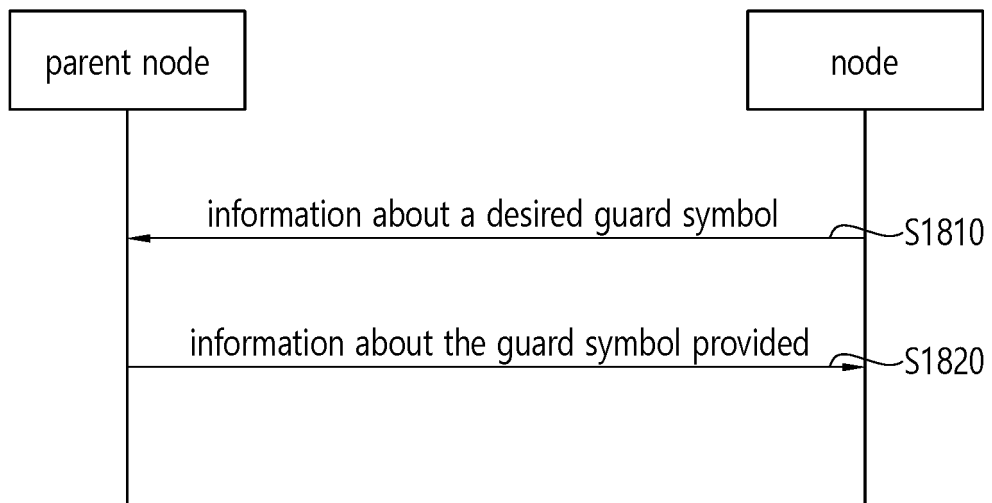 parent node
node
information about a desired guard symbol
S1810
information about the guard symbol provided
S1820